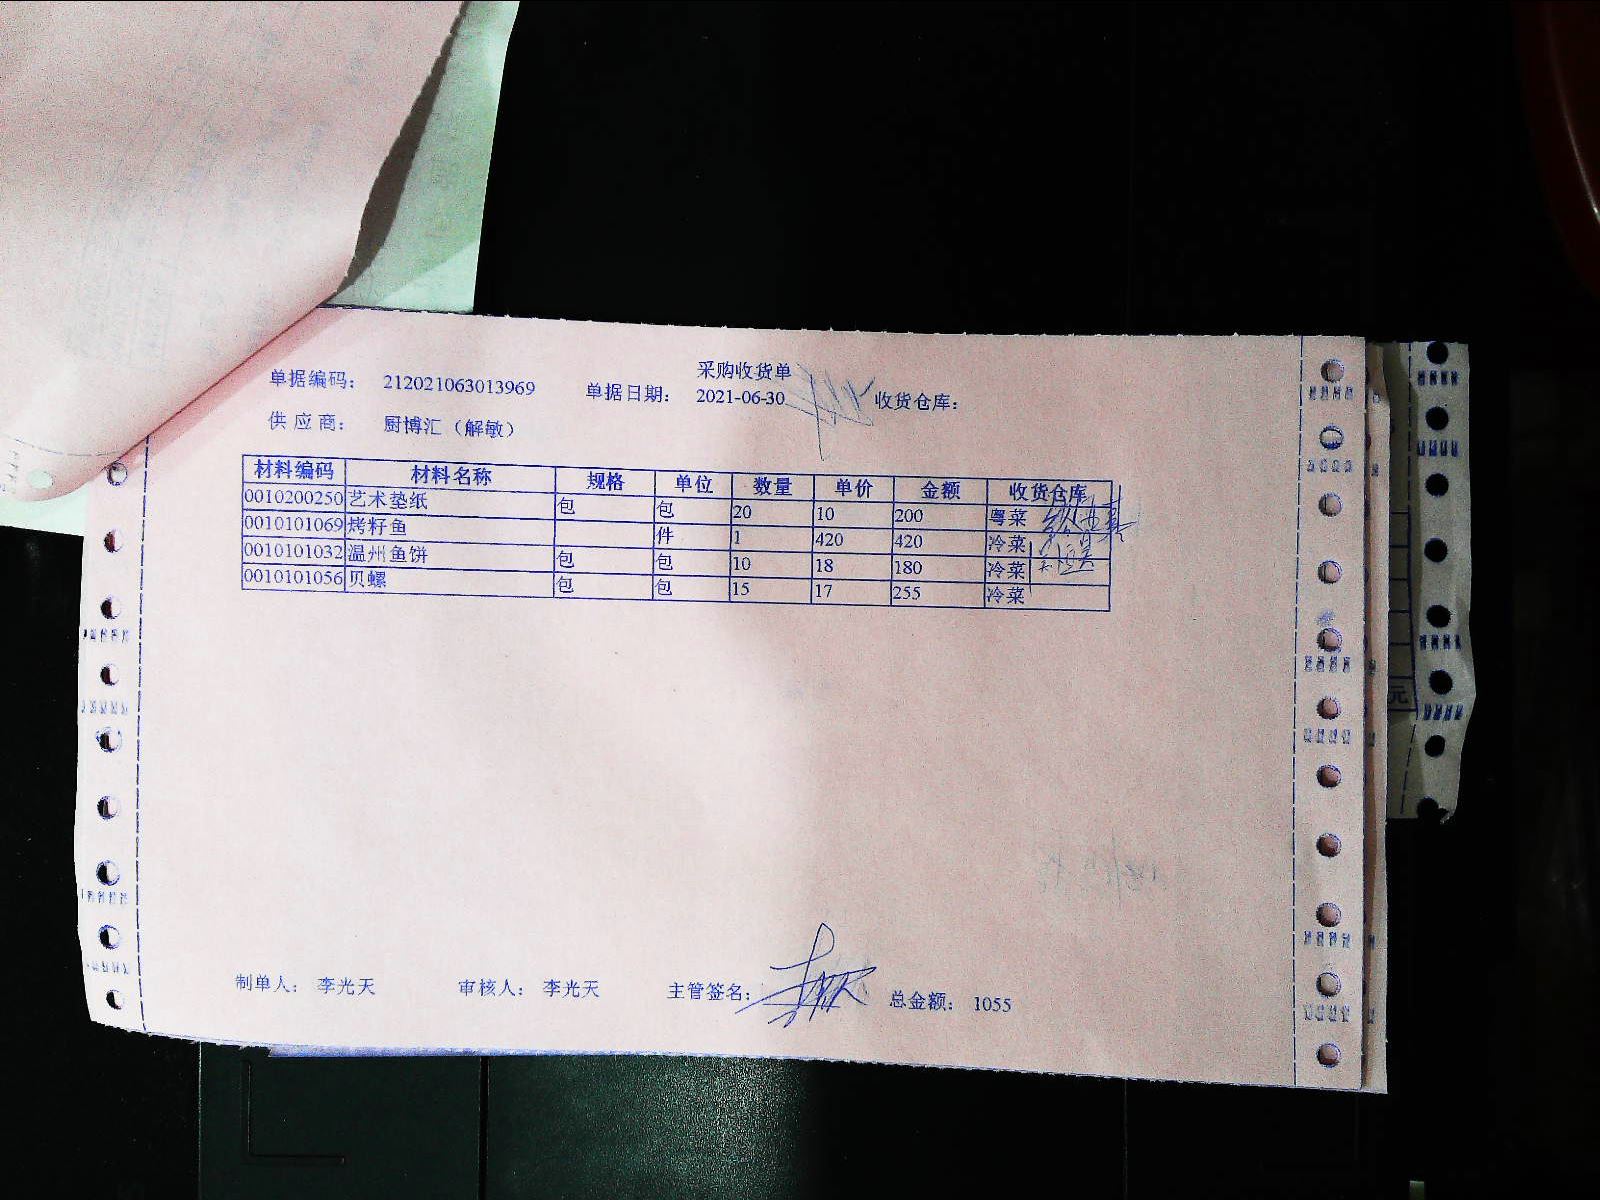 采购收货单
单据编码： 212021063013969 单据日期： 2021-06-30 收货仓库：
供应商： 厨博汇（解敏）
材料编码 材料名称 规格 单位 数量 单价 金额 收货仓库
0010200250 艺术垫纸 包 包 20 10 200 粤菜
0010101069 烤籽鱼 件 1 420 420 冷菜
0010101032 温州鱼饼 包 包 10 18 180 冷菜
0010101056 贝螺 包 包 15 17 255 冷菜
制单人： 李光天 审核人： 李光天 主管签名： 总金额： 1055
元